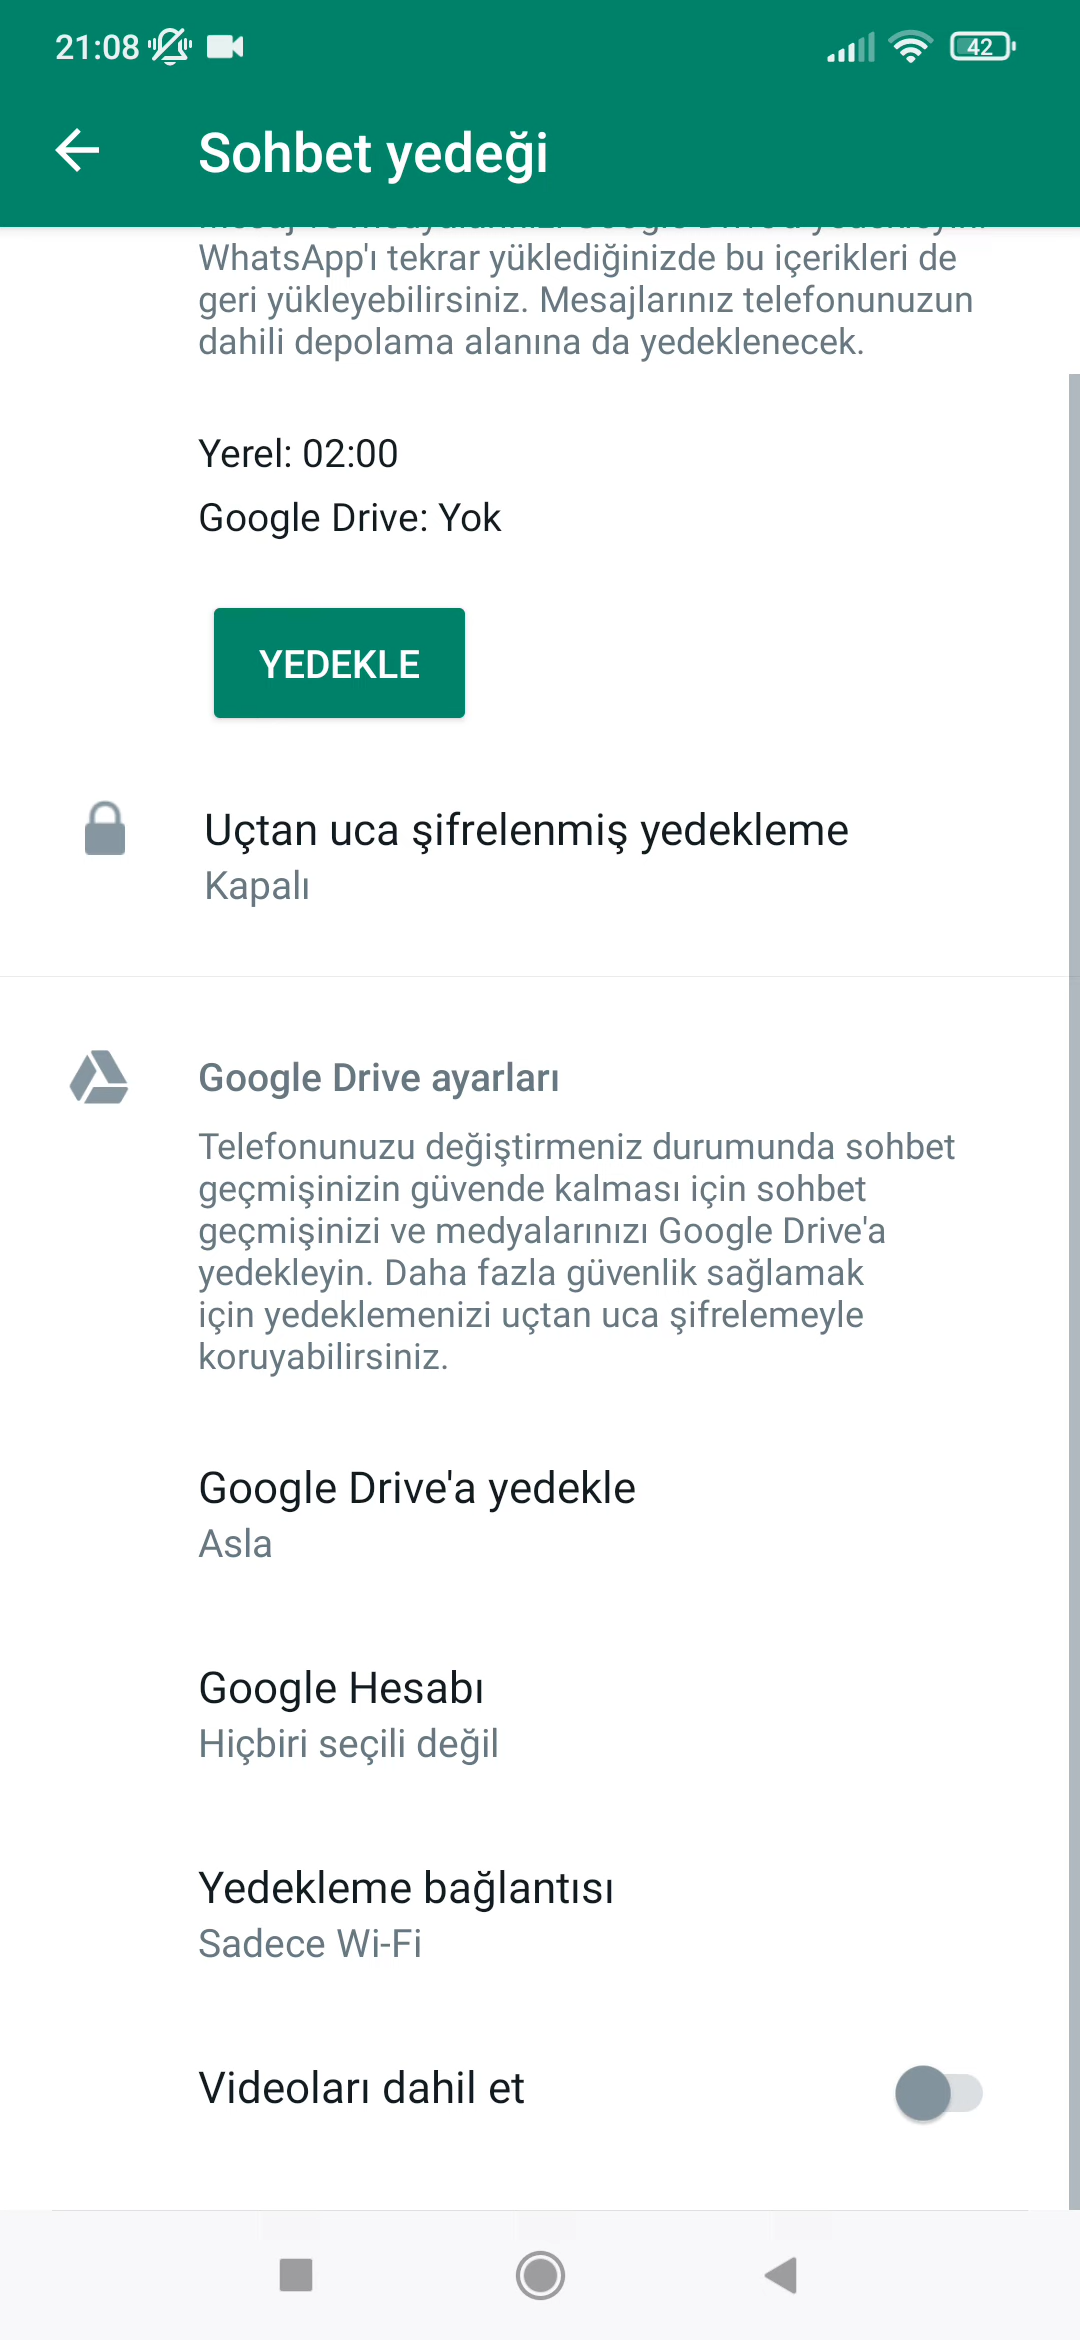 21:08
42
Sohbet yedeği
WhatsApp'ı tekrar yüklediğinizde bu içerikleri de
geri yükleyebilirsiniz. Mesajlarınız telefonunuzun
dahili depolama alanına da yedeklenecek.
Yerel: 02:00
Google Drive: Yok
YEDEKLE
Uçtan uca şifrelenmiş yedekleme
Kapalı
Google Drive ayarları
Telefonunuzu değiştirmeniz durumunda sohbet
geçmişinizin güvende kalması için sohbet
geçmişinizi ve medyalarınızı Google Drive'a
yedekleyin. Daha fazla güvenlik sağlamak
için yedeklemenizi uçtan uca şifrelemeyle
koruyabilirsiniz.
Google Drive'a yedekle
Asla
Google Hesabı
Hiçbiri seçili değil
Yedekleme bağlantısı
Sadece Wi-Fi
Videoları dahil et